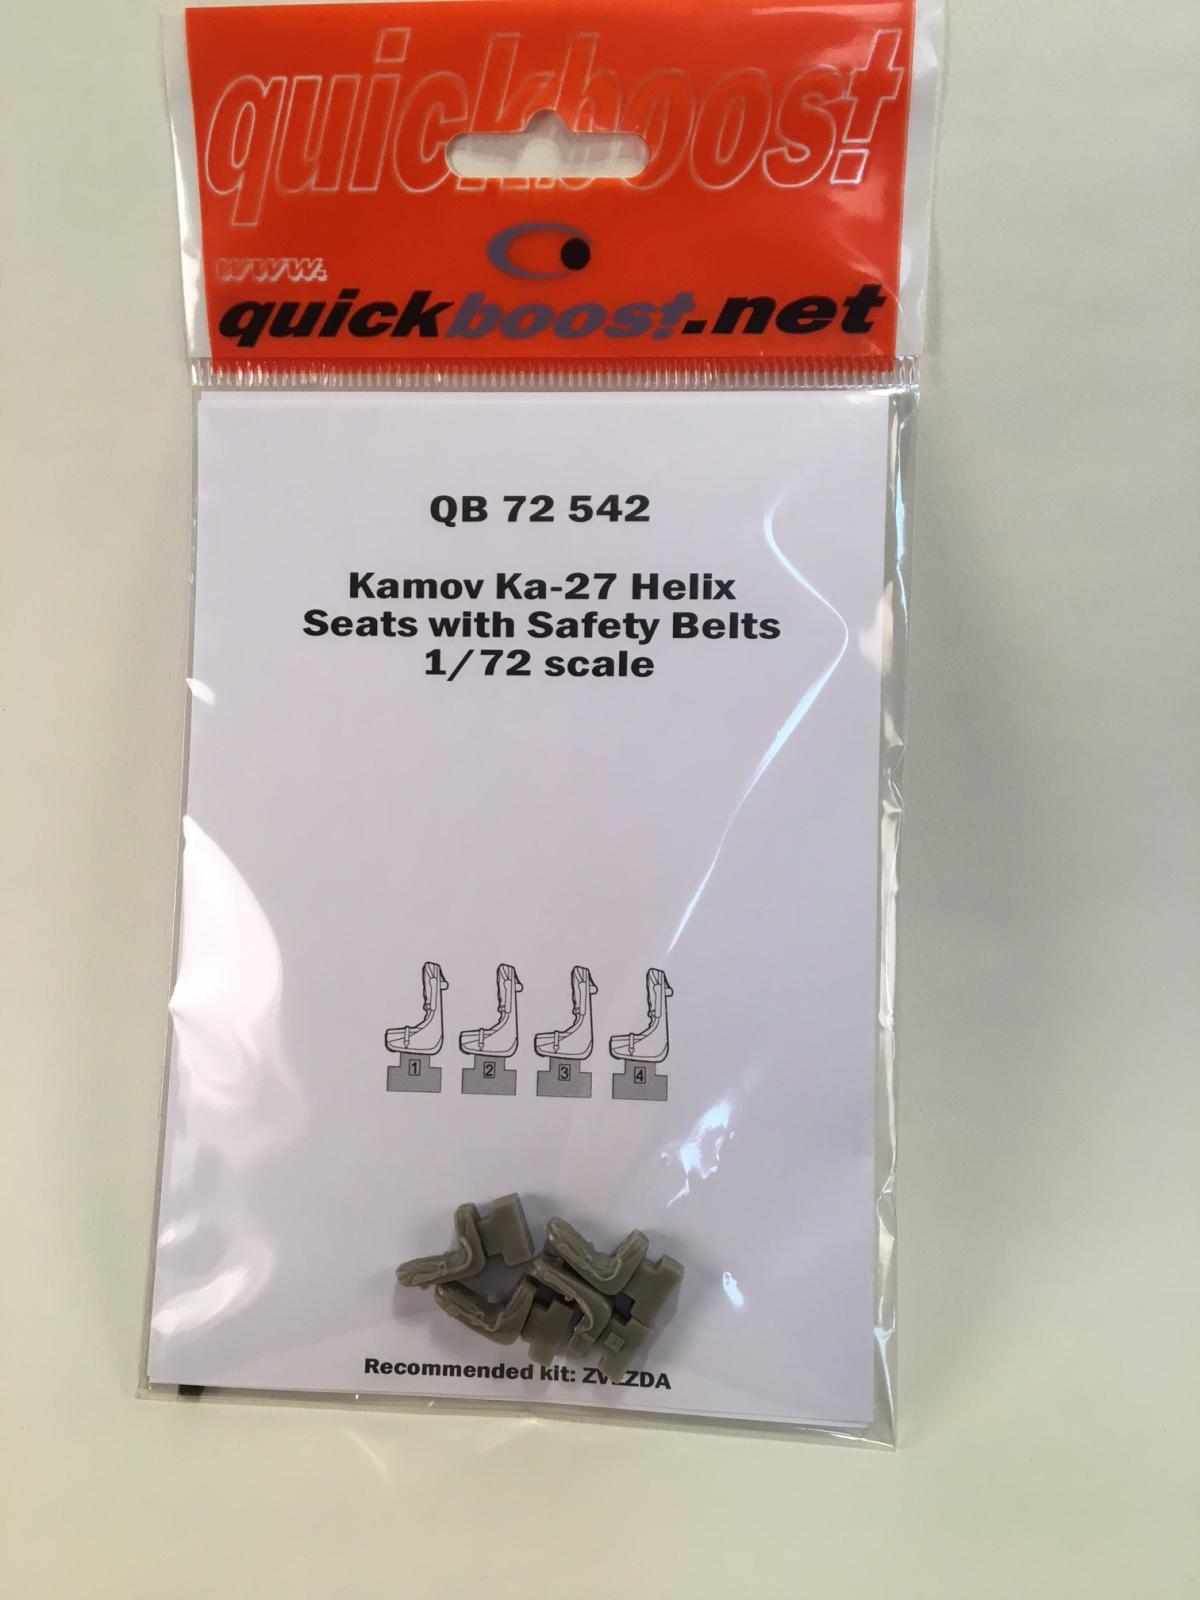 quickboost
www.
quickboost.net
QB 72 542
Kamov Ka-27 Helix
Seats with Safety Belts
1/72 scale
1 2 3 4
Recommended kit: ZVEZDA